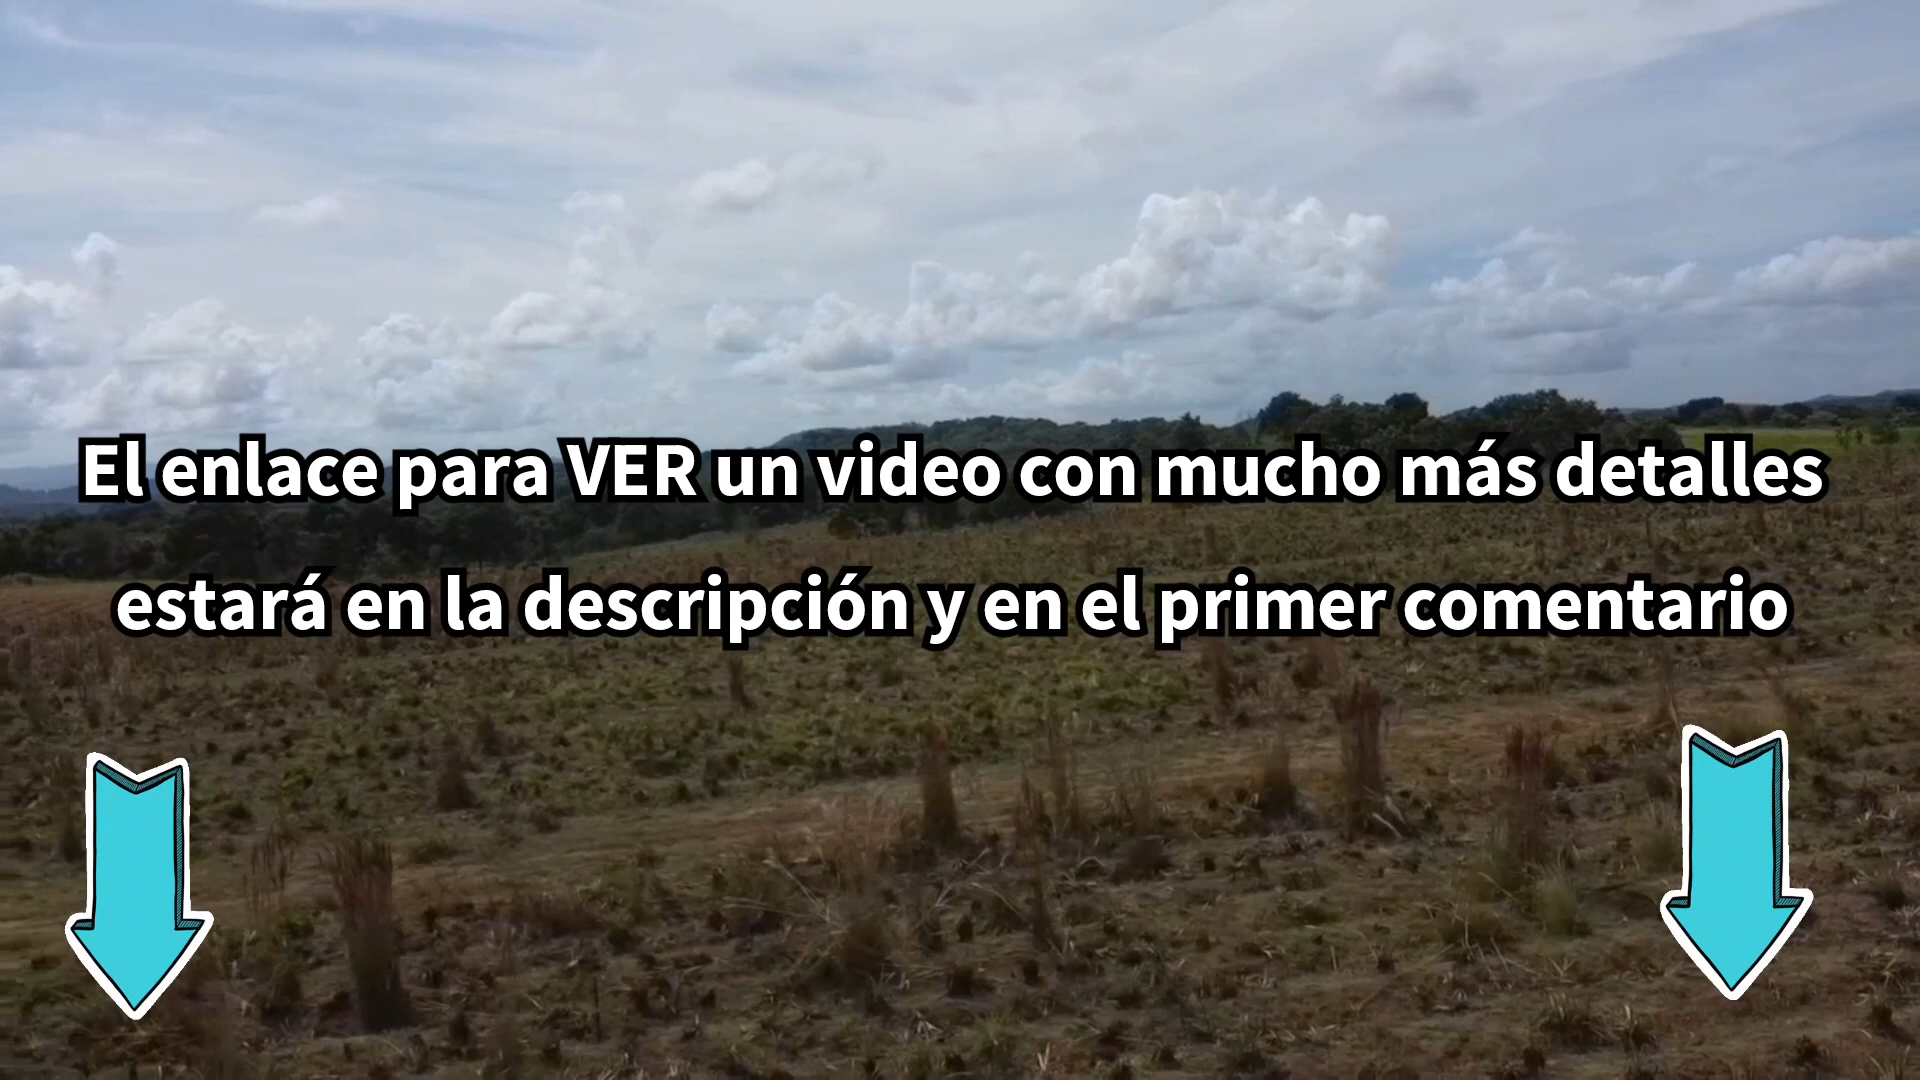 El enlace para VER un video con mucho más detalles
estará en la descripción y en el primer comentario